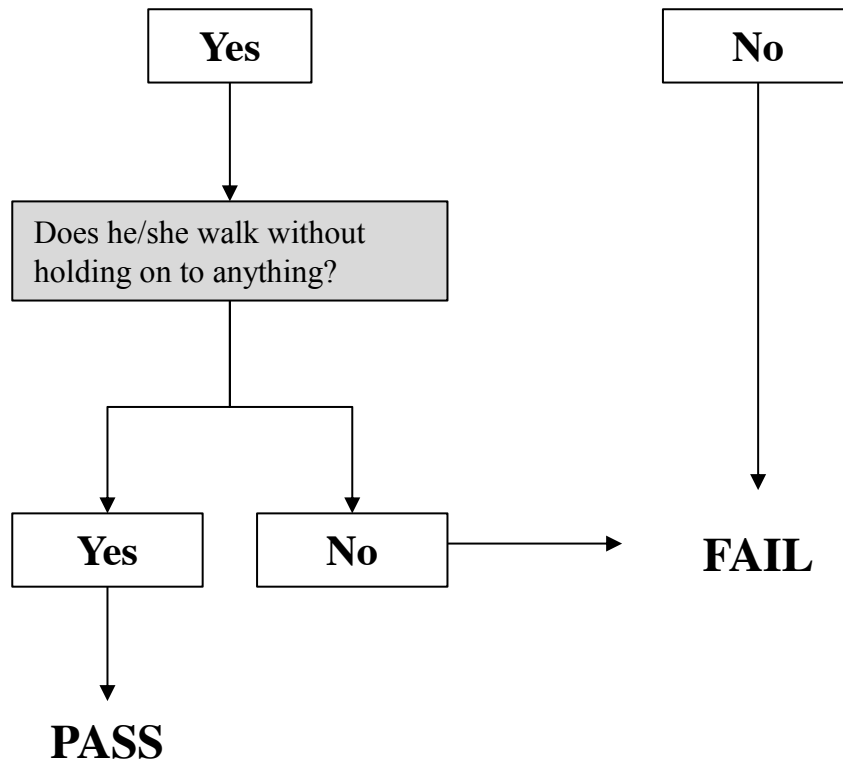 Yes
No
Does he/she walk without
holding on to anything?
Yes
No
FAIL
PASS